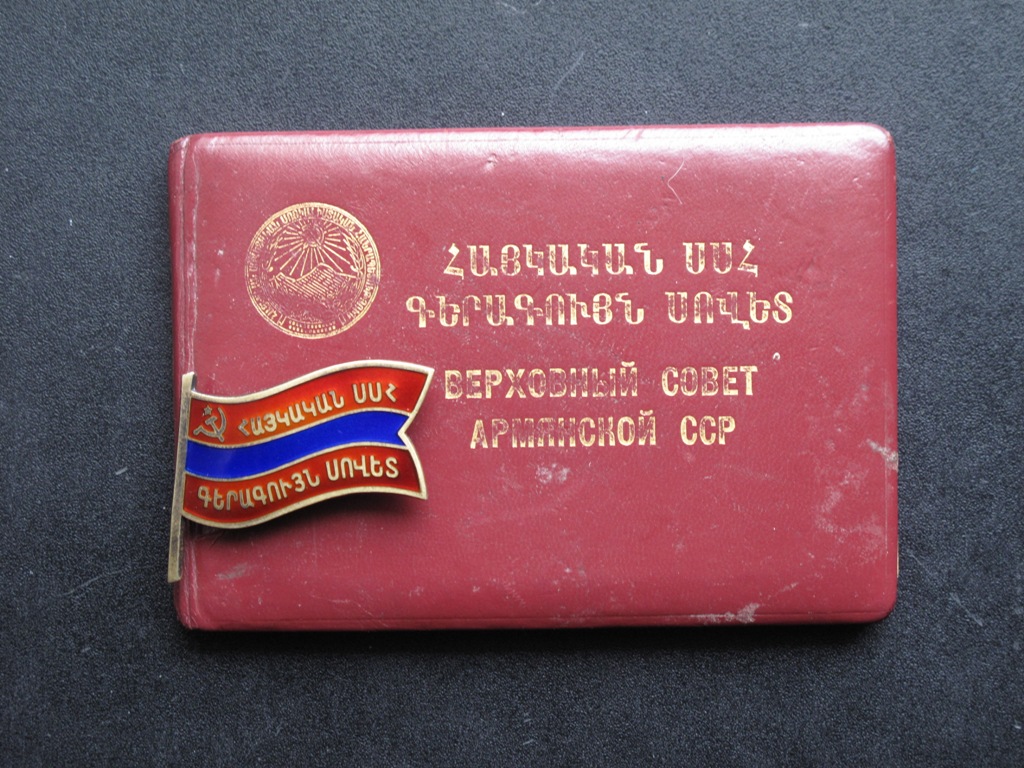 ՀԱՅԿԱԿԱՆ ՍՍՀ
ԳԵՐԱԳՈՒՅՆ ՍՈՎԵՏ
ВЕРХОВНЫЙ СОВЕТ
АРМЯНСКОЙ ССР
ՀԱՅԿԱԿԱՆ ՍՍՀ
ԳԵՐԱԳՈՒՅՆ ՍՈՎԵՏ